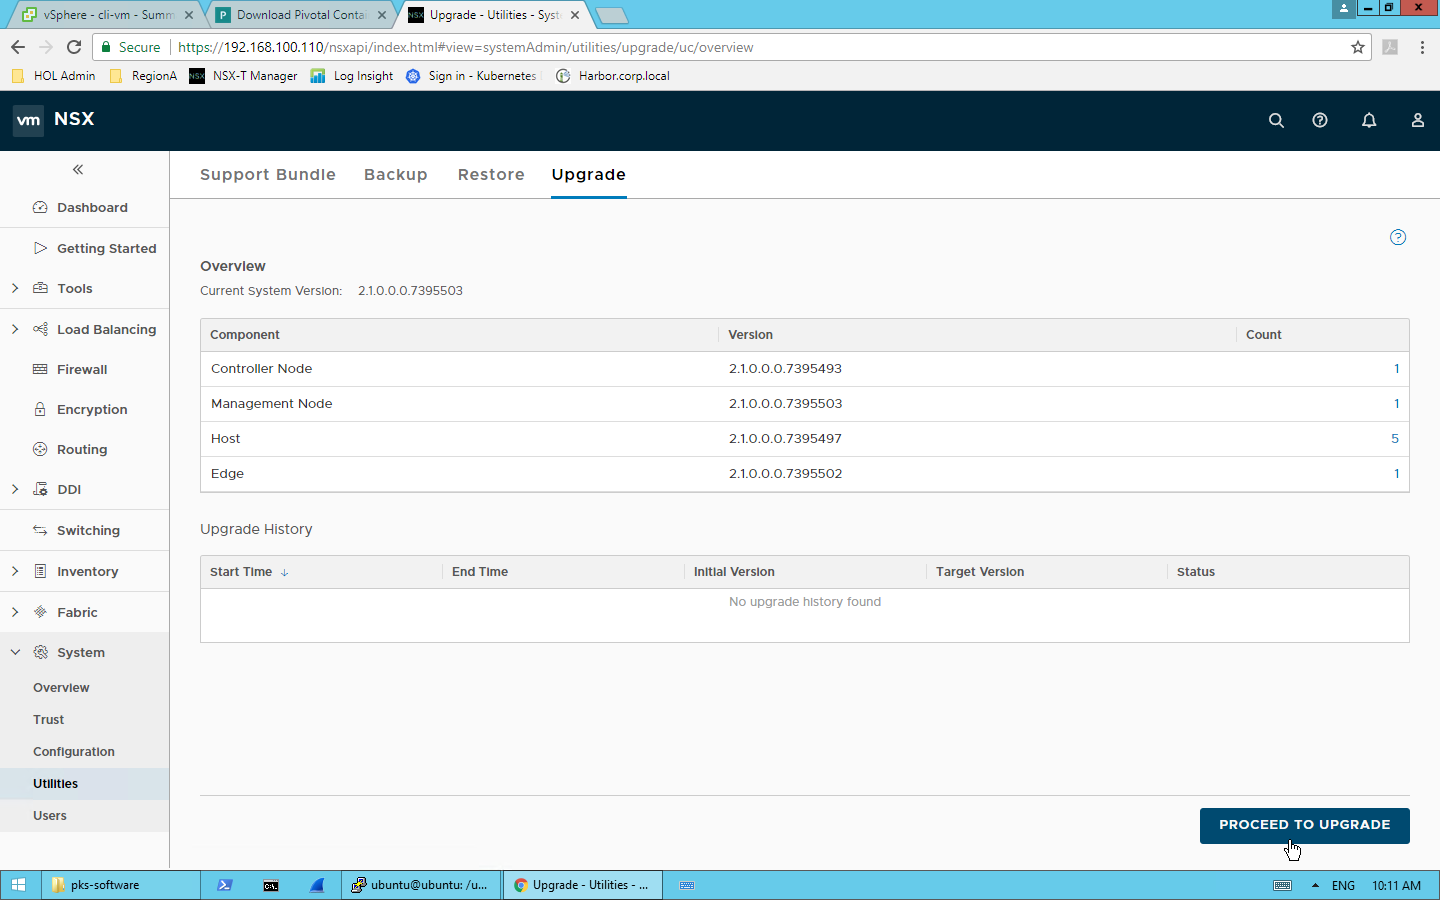 vSphere - cli-vm - Summ
Download Pivotal Contai
NSX
Upgrade - Utilities - Syste
Secure
https://192.168.100.110/nsxapi/index.html#view=systemAdmin/utilities/upgrade/uc/overview
HOL Admin
RegionA
NSX
NSX-T Manager
Log Insight
Sign in - Kubernetes
Harbor.corp.local
vm NSX
Support Bundle
Backup
Restore
Upgrade
Dashboard
Getting Started
Tools
Load Balancing
Firewall
Encryption
Routing
DDI
Switching
Inventory
Fabric
System
Overview
Trust
Configuration
Utilities
Users
Overview
Current System Version: 2.1.0.0.0.7395503
Component Version Count
Controller Node 2.1.0.0.0.7395493 1
Management Node 2.1.0.0.0.7395503 1
Host 2.1.0.0.0.7395497 5
Edge 2.1.0.0.0.7395502 1
Upgrade History
Start Time End Time Initial Version Target Version Status
No upgrade history found
PROCEED TO UPGRADE
pks-software
ubuntu@ubuntu: /u...
Upgrade - Utilities - ...
ENG
10:11 AM